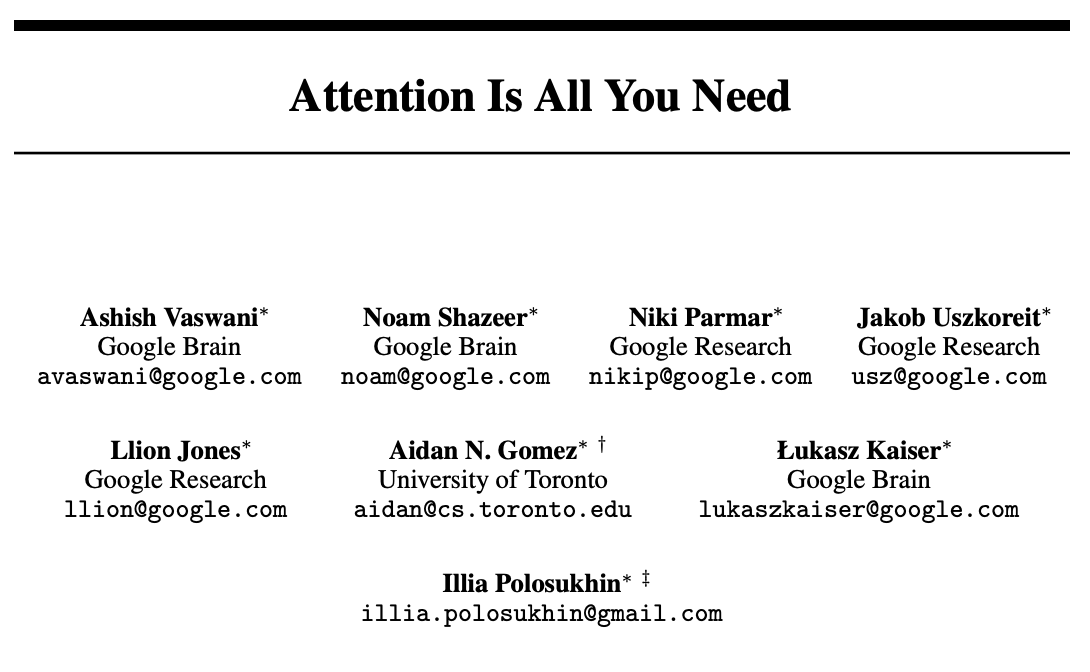 Attention Is All You Need
Ashish Vaswani* Noam Shazeer* Niki Parmar* Jakob Uszkoreit*
Google Brain Google Brain Google Research Google Research
avaswani@google.com noam@google.com nikip@google.com usz@google.com
Llion Jones* Aidan N. Gomez* † Łukasz Kaiser*
Google Research University of Toronto Google Brain
llion@google.com aidan@cs.toronto.edu lukaszkaiser@google.com
Illia Polosukhin* ‡
illia.polosukhin@gmail.com